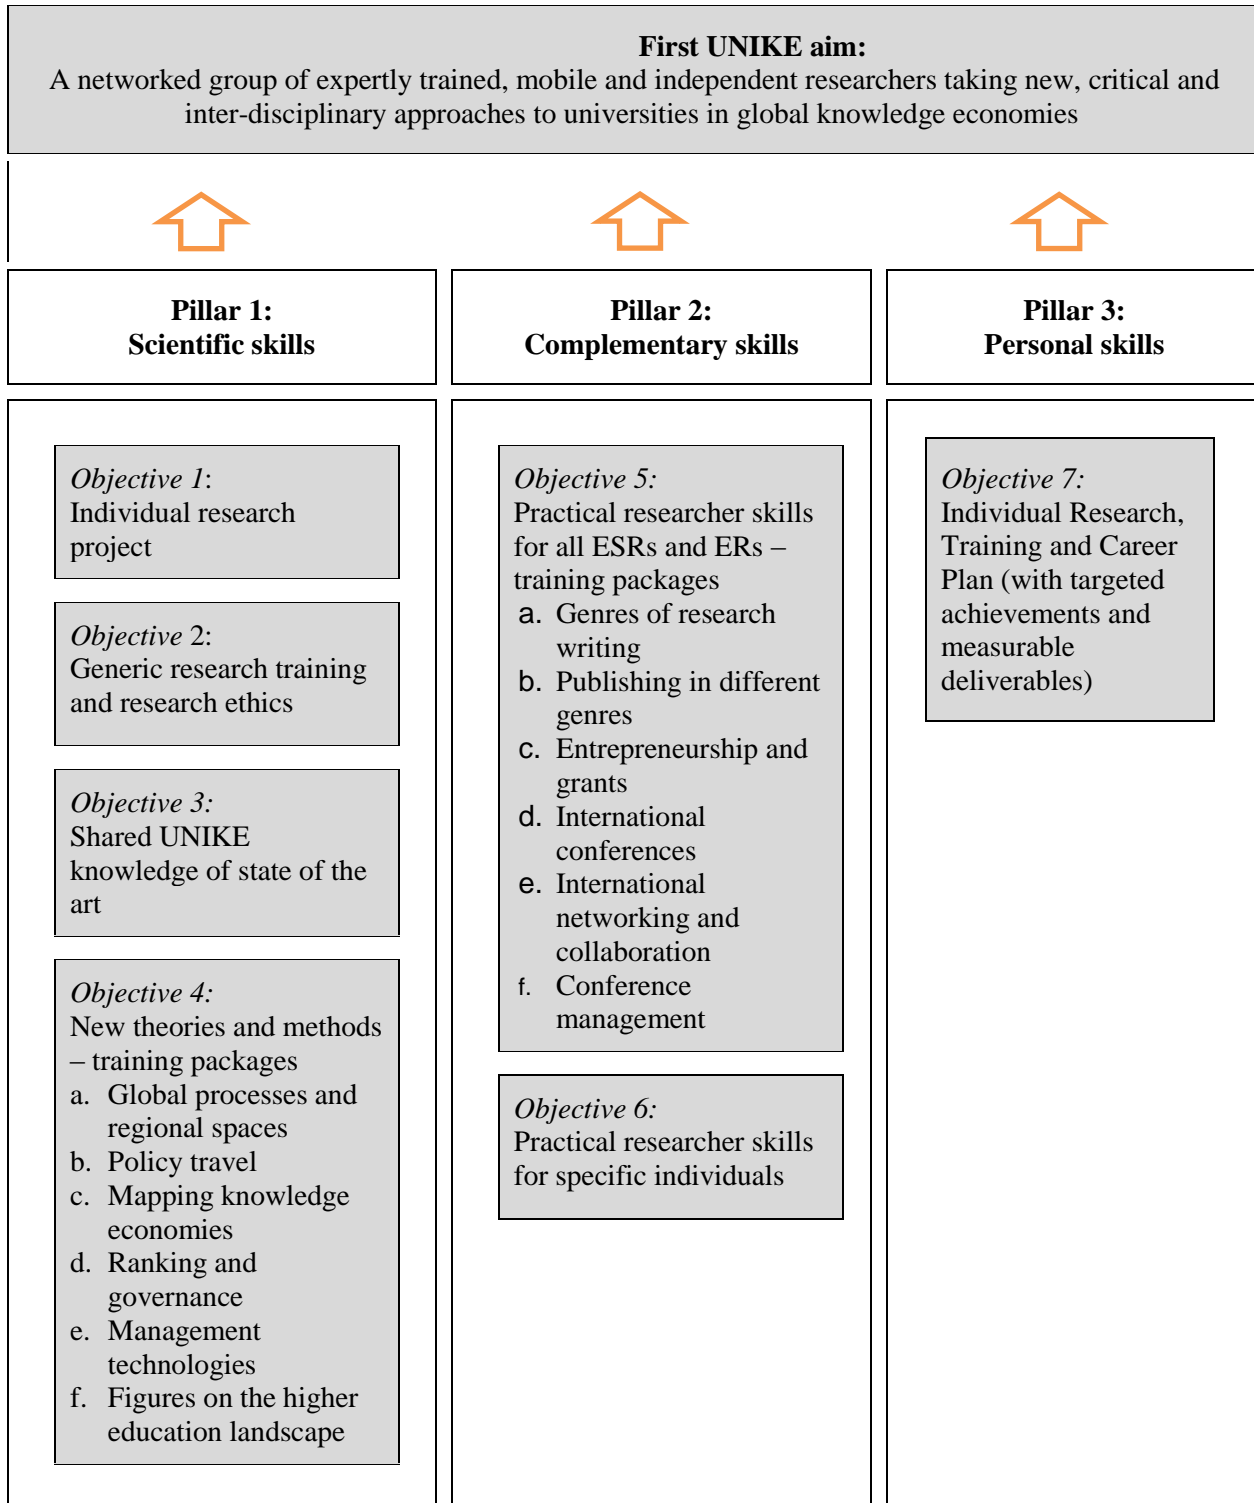 First UNIKE aim:
A networked group of expertly trained, mobile and independent researchers taking new, critical and
inter-disciplinary approaches to universities in global knowledge economies
Pillar 1:
Scientific skills
Pillar 2:
Complementary skills
Pillar 3:
Personal skills
Objective 1:
Individual research
project
Objective 2:
Generic research training
and research ethics
Objective 3:
Shared UNIKE
knowledge of state of the
art
Objective 4:
New theories and methods
– training packages
a. Global processes and
regional spaces
b. Policy travel
c. Mapping knowledge
economies
d. Ranking and
governance
e. Management
technologies
f. Figures on the higher
education landscape
Objective 5:
Practical researcher skills
for all ESRs and ERs –
training packages
a. Genres of research
writing
b. Publishing in different
genres
c. Entrepreneurship and
grants
d. International
conferences
e. International
networking and
collaboration
f. Conference
management
Objective 6:
Practical researcher skills
for specific individuals
Objective 7:
Individual Research,
Training and Career
Plan (with targeted
achievements and
measurable
deliverables)